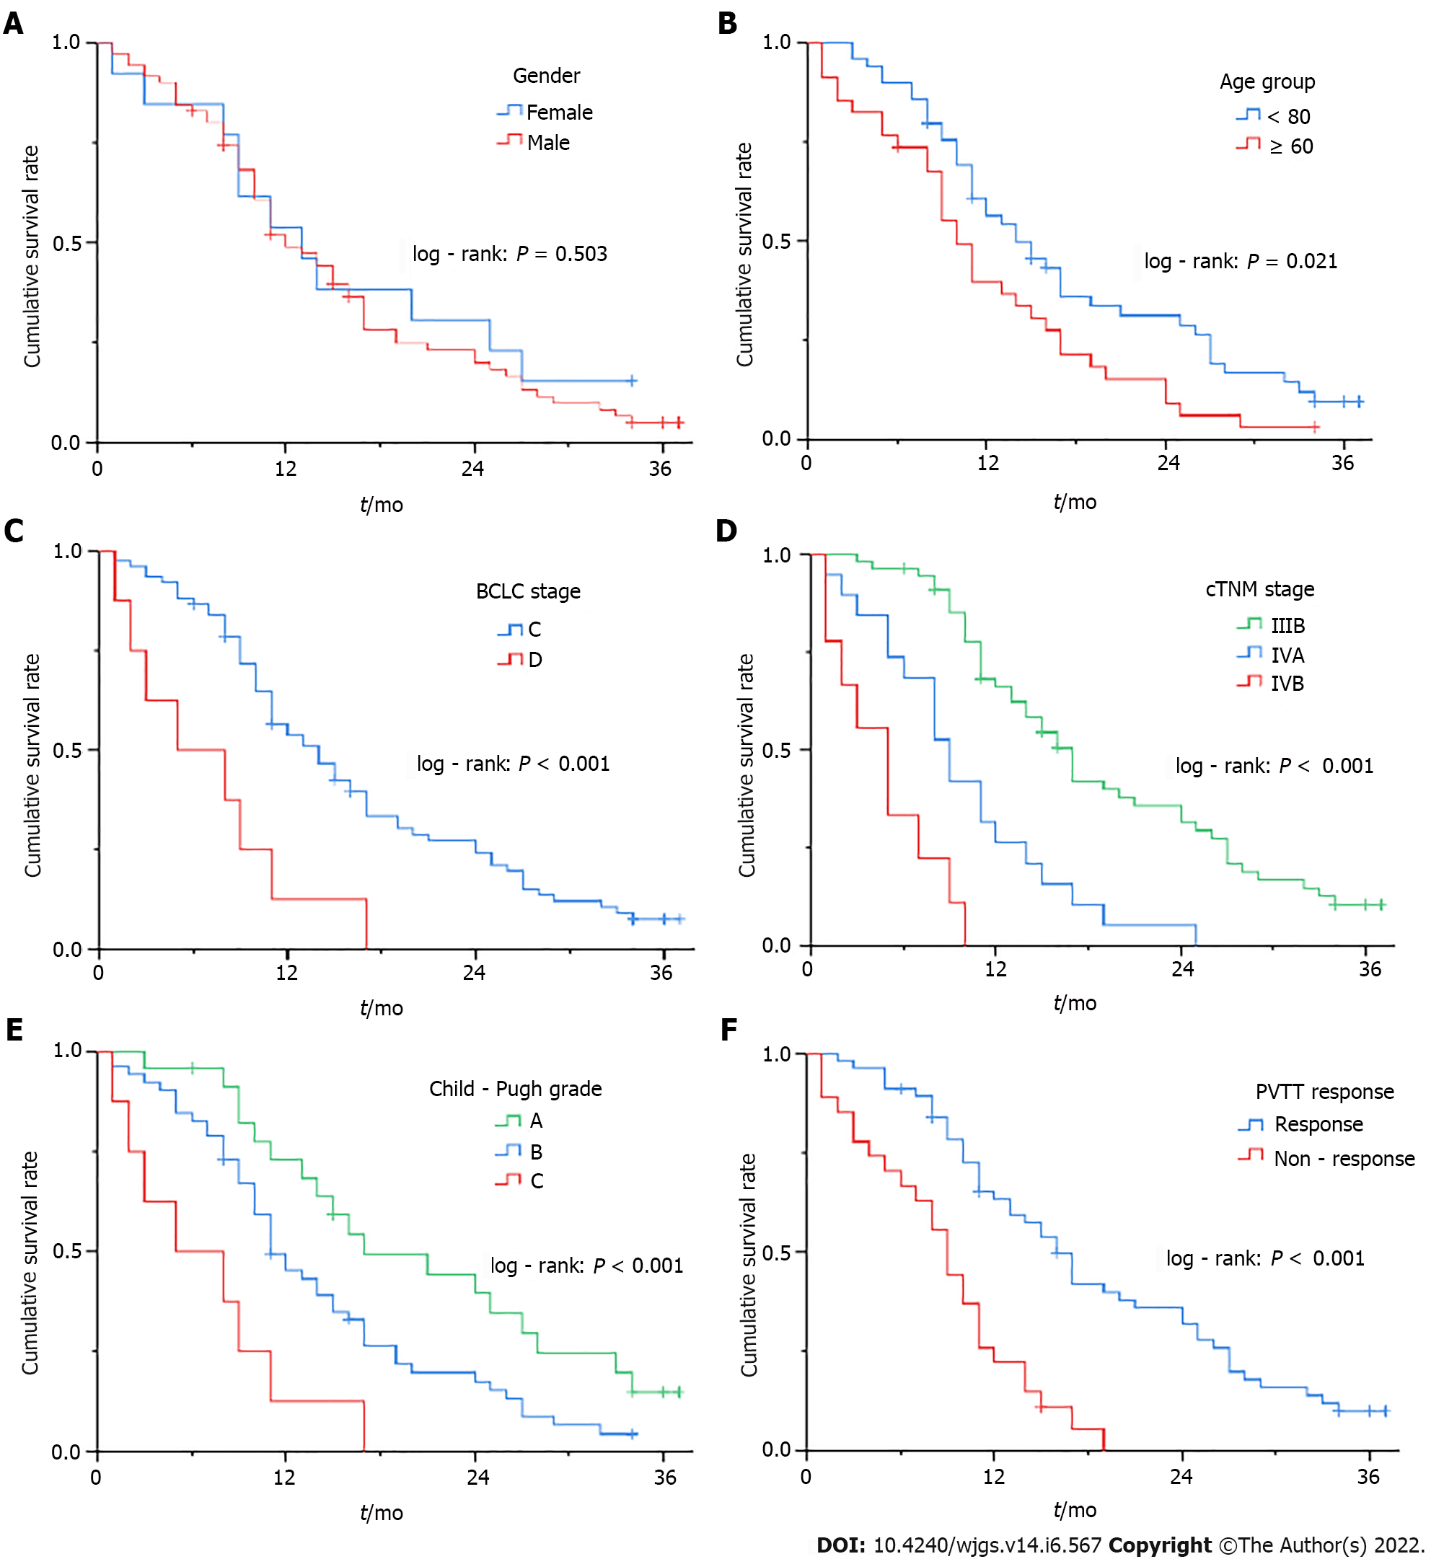 A
1.0
0.5
0.0
0
12
24
36
Cumulative survival rate
t/mo
Gender
Female
Male
log - rank: P = 0.503
B
1.0
0.5
0.0
0
12
24
36
Cumulative survival rate
t/mo
Age group
< 80
≥ 60
log - rank: P = 0.021
C
1.0
0.5
0.0
0
12
24
36
Cumulative survival rate
t/mo
BCLC stage
C
D
log - rank: P < 0.001
D
1.0
0.5
0.0
0
12
24
36
Cumulative survival rate
t/mo
cTNM stage
IIIB
IVA
IVB
log - rank: P < 0.001
E
1.0
0.5
0.0
0
12
24
36
Cumulative survival rate
t/mo
Child - Pugh grade
A
B
C
log - rank: P < 0.001
F
1.0
0.5
0.0
0
12
24
36
Cumulative survival rate
t/mo
PVTT response
Response
Non - response
log - rank: P < 0.001
DOI: 10.4240/wjgs.v14.i6.567 Copyright ©The Author(s) 2022.